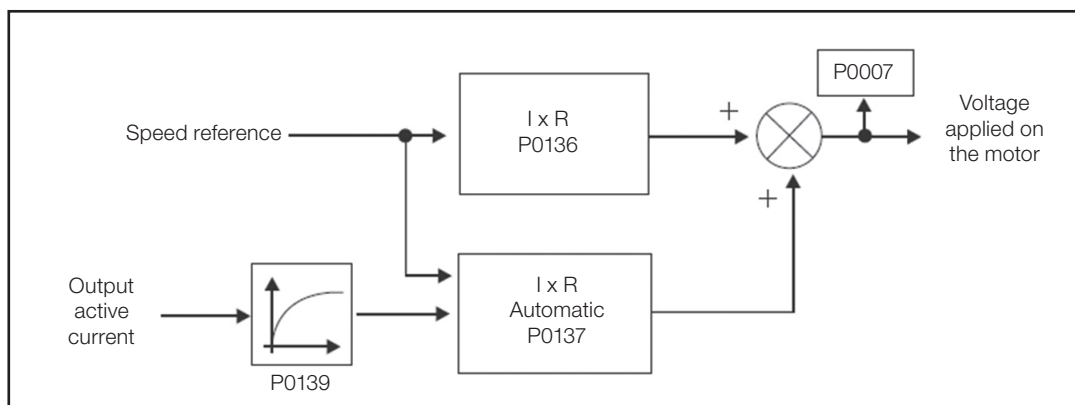 P0007
Speed reference
I x R
P0136
+
Voltage
applied on
the motor
+
Output
active
current
P0139
I x R
Automatic
P0137